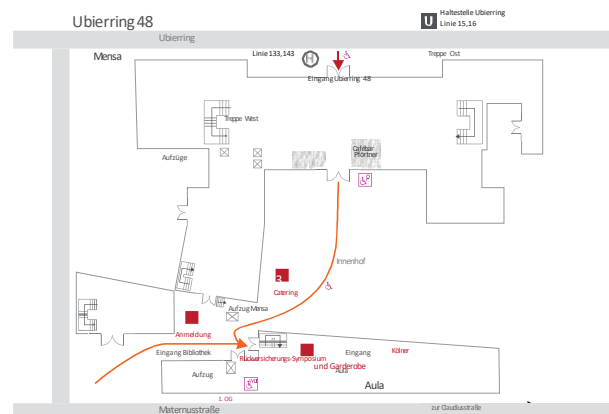 Ubierring 48
Haltestelle Ubierring
U
Linie 15,16
Ubierring
Mensa
Linie 133,143
H
Treppe Ost
Eingang Ubierring 48
Treppe West
Cafébar
Pförtner
Aufzüge
Innenhof
3
Catering
Aufzug Mensa
Anmeldung
Eingang Bibliothek
Eingang
Kölner
Rückversicherungs-Symposium
und Garderobe
Aufzug
Aula
Aula
1. OG
Maternusstraße
zur Claudiusstraße